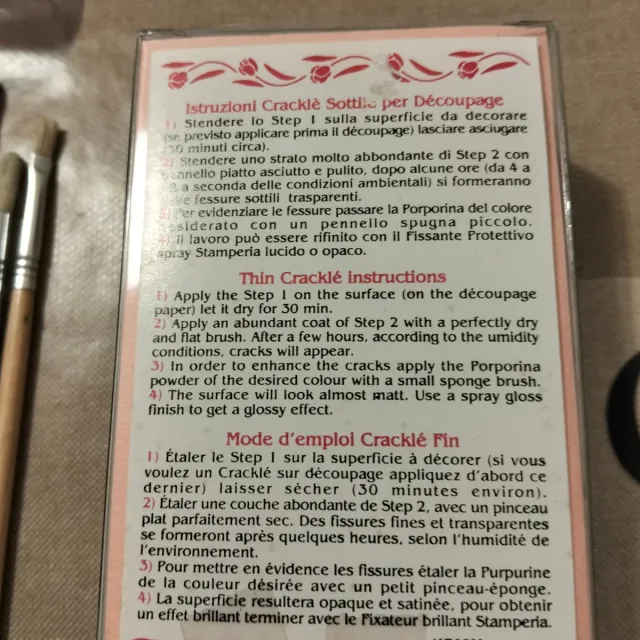 Istruzioni Cracklè Sottile per Découpage
1) Stendere lo Step 1 sulla superficie da decorare
(se previsto applicare prima il découpage) lasciare asciugare
(30 minuti circa).
2) Stendere uno strato molto abbondante di Step 2 con
pennello piatto asciutto e pulito, dopo alcune ore (da 4 a
8 a seconda delle condizioni ambientali) si formeranno
fessure sottili trasparenti.
3) Per evidenziare le fessure passare la Porporina del colore
desiderato con un pennello spugna piccolo.
4) Il lavoro può essere rifinito con il Fissante Protettivo
spray Stamperia lucido o opaco.
Thin Cracklé instructions
1) Apply the Step 1 on the surface (on the découpage
paper) let it dry for 30 min.
2) Apply an abundant coat of Step 2 with a perfectly dry
and flat brush. After a few hours, according to the umidity
conditions, cracks will appear.
3) In order to enhance the cracks apply the Porporina
powder of the desired colour with a small sponge brush.
4) The surface will look almost matt. Use a spray gloss
finish to get a glossy effect.
Mode d'emploi Cracklé Fin
1) Étaler le Step 1 sur la superficie à décorer (si vous
voulez un Cracklé sur découpage appliquez d'abord ce
dernier) laisser sécher (30 minutes environ).
2) Étaler une couche abondante de Step 2, avec un pinceau
plat parfaitement sec. Des fissures fines et transparentes
se formeront après quelques heures, selon l'humidité de
l'environnement.
3) Pour mettre en évidence les fissures étaler la Purpurine
de la couleur désirée avec un petit pinceau-éponge.
4) La superficie resultera opaque et satinée, pour obtenir
un effet brillant terminer avec le Fixateur brillant Stamperia.